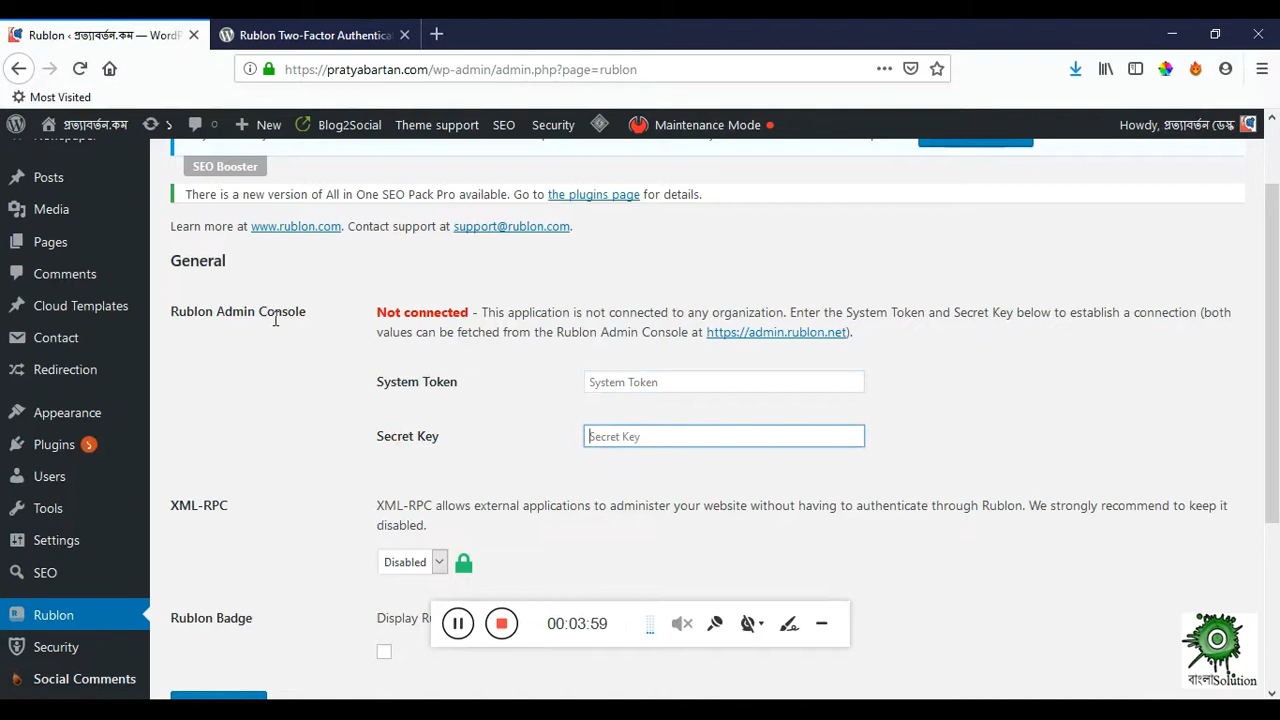 Rublon ‹ প্রত্যাবর্তন.কম — WordP
Rublon Two-Factor Authentica
https://pratyabartan.com/wp-admin/admin.php?page=rublon
Most Visited
প্রত্যাবর্তন.কম
১
0
New
Blog2Social
Theme support
SEO
Security
Maintenance Mode
Howdy, প্রত্যাবর্তন ডেস্ক
Posts
Media
Pages
Comments
Cloud Templates
Contact
Redirection
Appearance
Plugins ১
Users
Tools
Settings
SEO
Rublon
Security
Social Comments
SEO Booster
There is a new version of All in One SEO Pack Pro available. Go to the plugins page for details.
Learn more at www.rublon.com. Contact support at support@rublon.com.
General
Rublon Admin Console
Not connected - This application is not connected to any organization. Enter the System Token and Secret Key below to establish a connection (both
values can be fetched from the Rublon Admin Console at https://admin.rublon.net).
System Token
System Token
Secret Key
Secret Key
XML-RPC
XML-RPC allows external applications to administer your website without having to authenticate through Rublon. We strongly recommend to keep it
disabled.
Disabled
Rublon Badge
Display Ru
00:03:59
বাংলাSolution